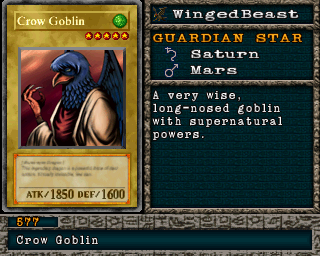 Crow Goblin
ATK/1850 DEF/1600
WingedBeast
GUARDIAN STAR
Saturn
Mars
A very wise,
long-nosed goblin
with supernatural
powers.
577
Crow Goblin